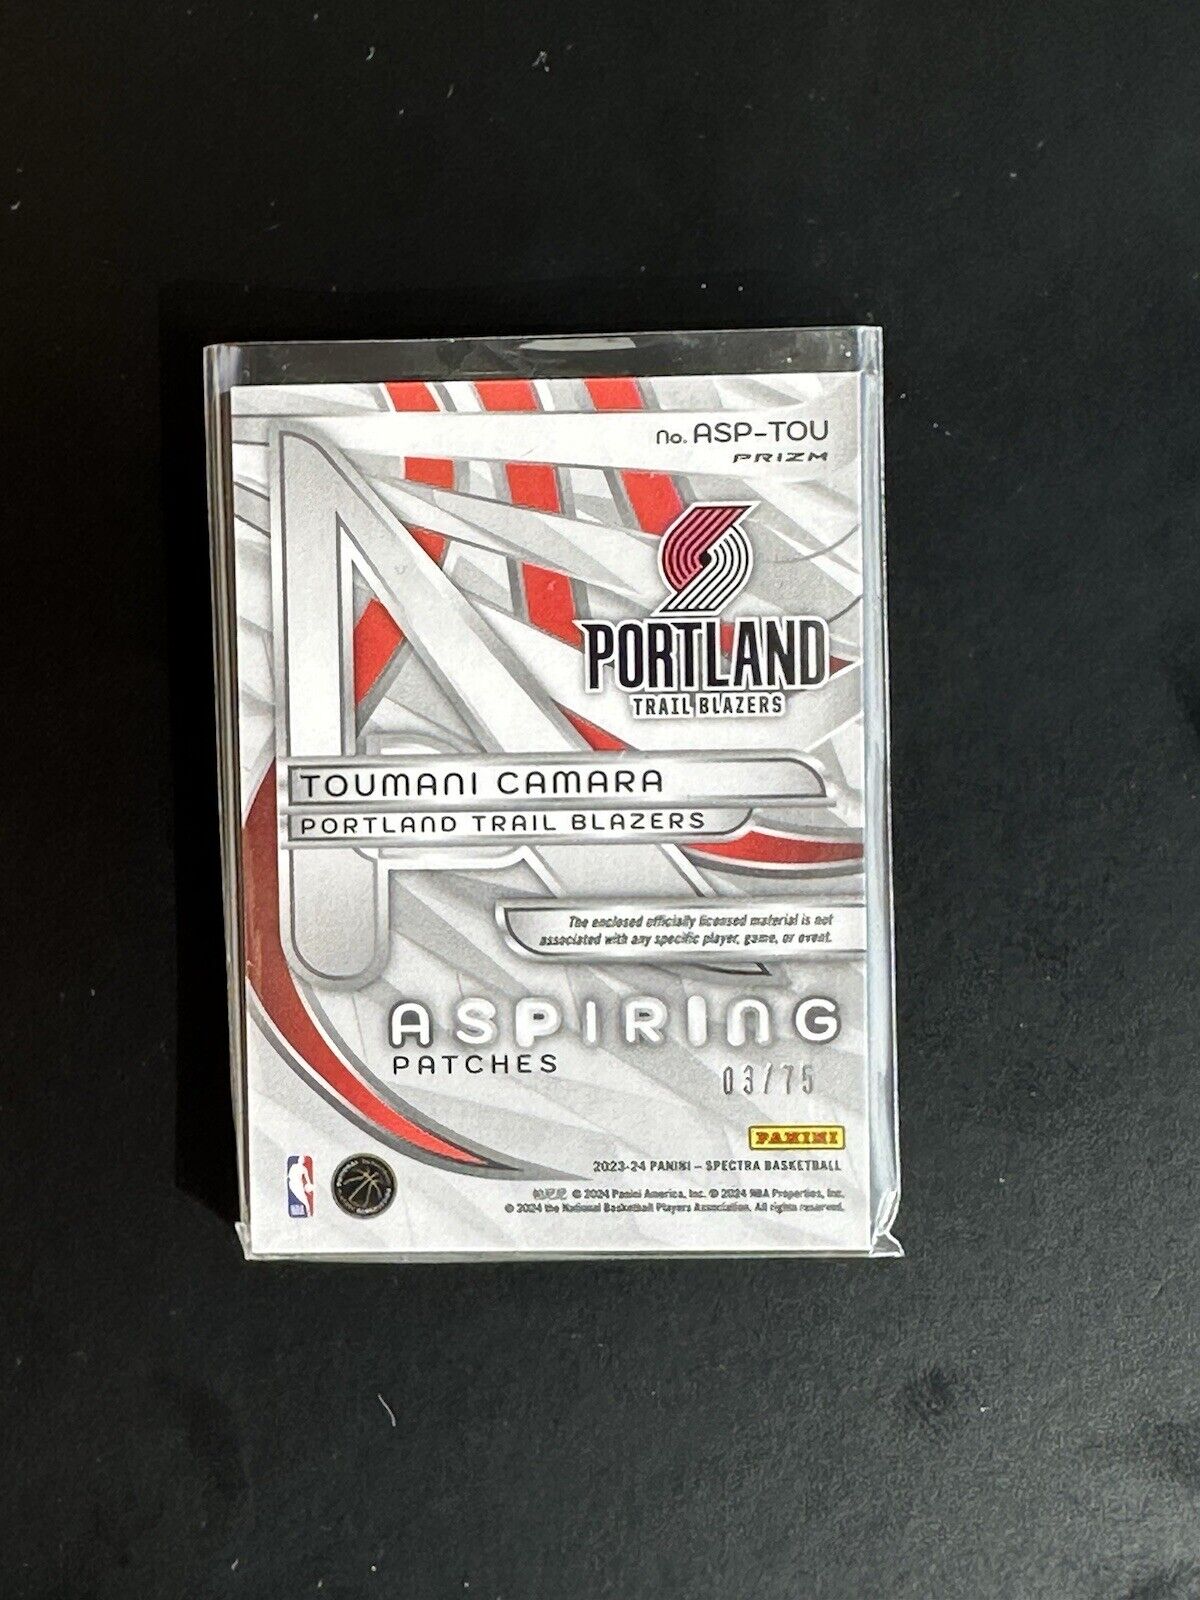 No. ASP-TOU
PRIZM
PORTLAND
TRAIL BLAZERS
TOUMANI CAMARA
PORTLAND TRAIL BLAZERS
The enclosed officially licensed material is not
associated with any specific player, game, or event.
ASPIRING
PATCHES
03/75
PANINI
2023-24 PANINI – SPECTRA BASKETBALL
© 2024 Panini America, Inc. © 2024 NBA Properties, Inc.
© 2024 the National Basketball Players Association. All rights reserved.
NBA